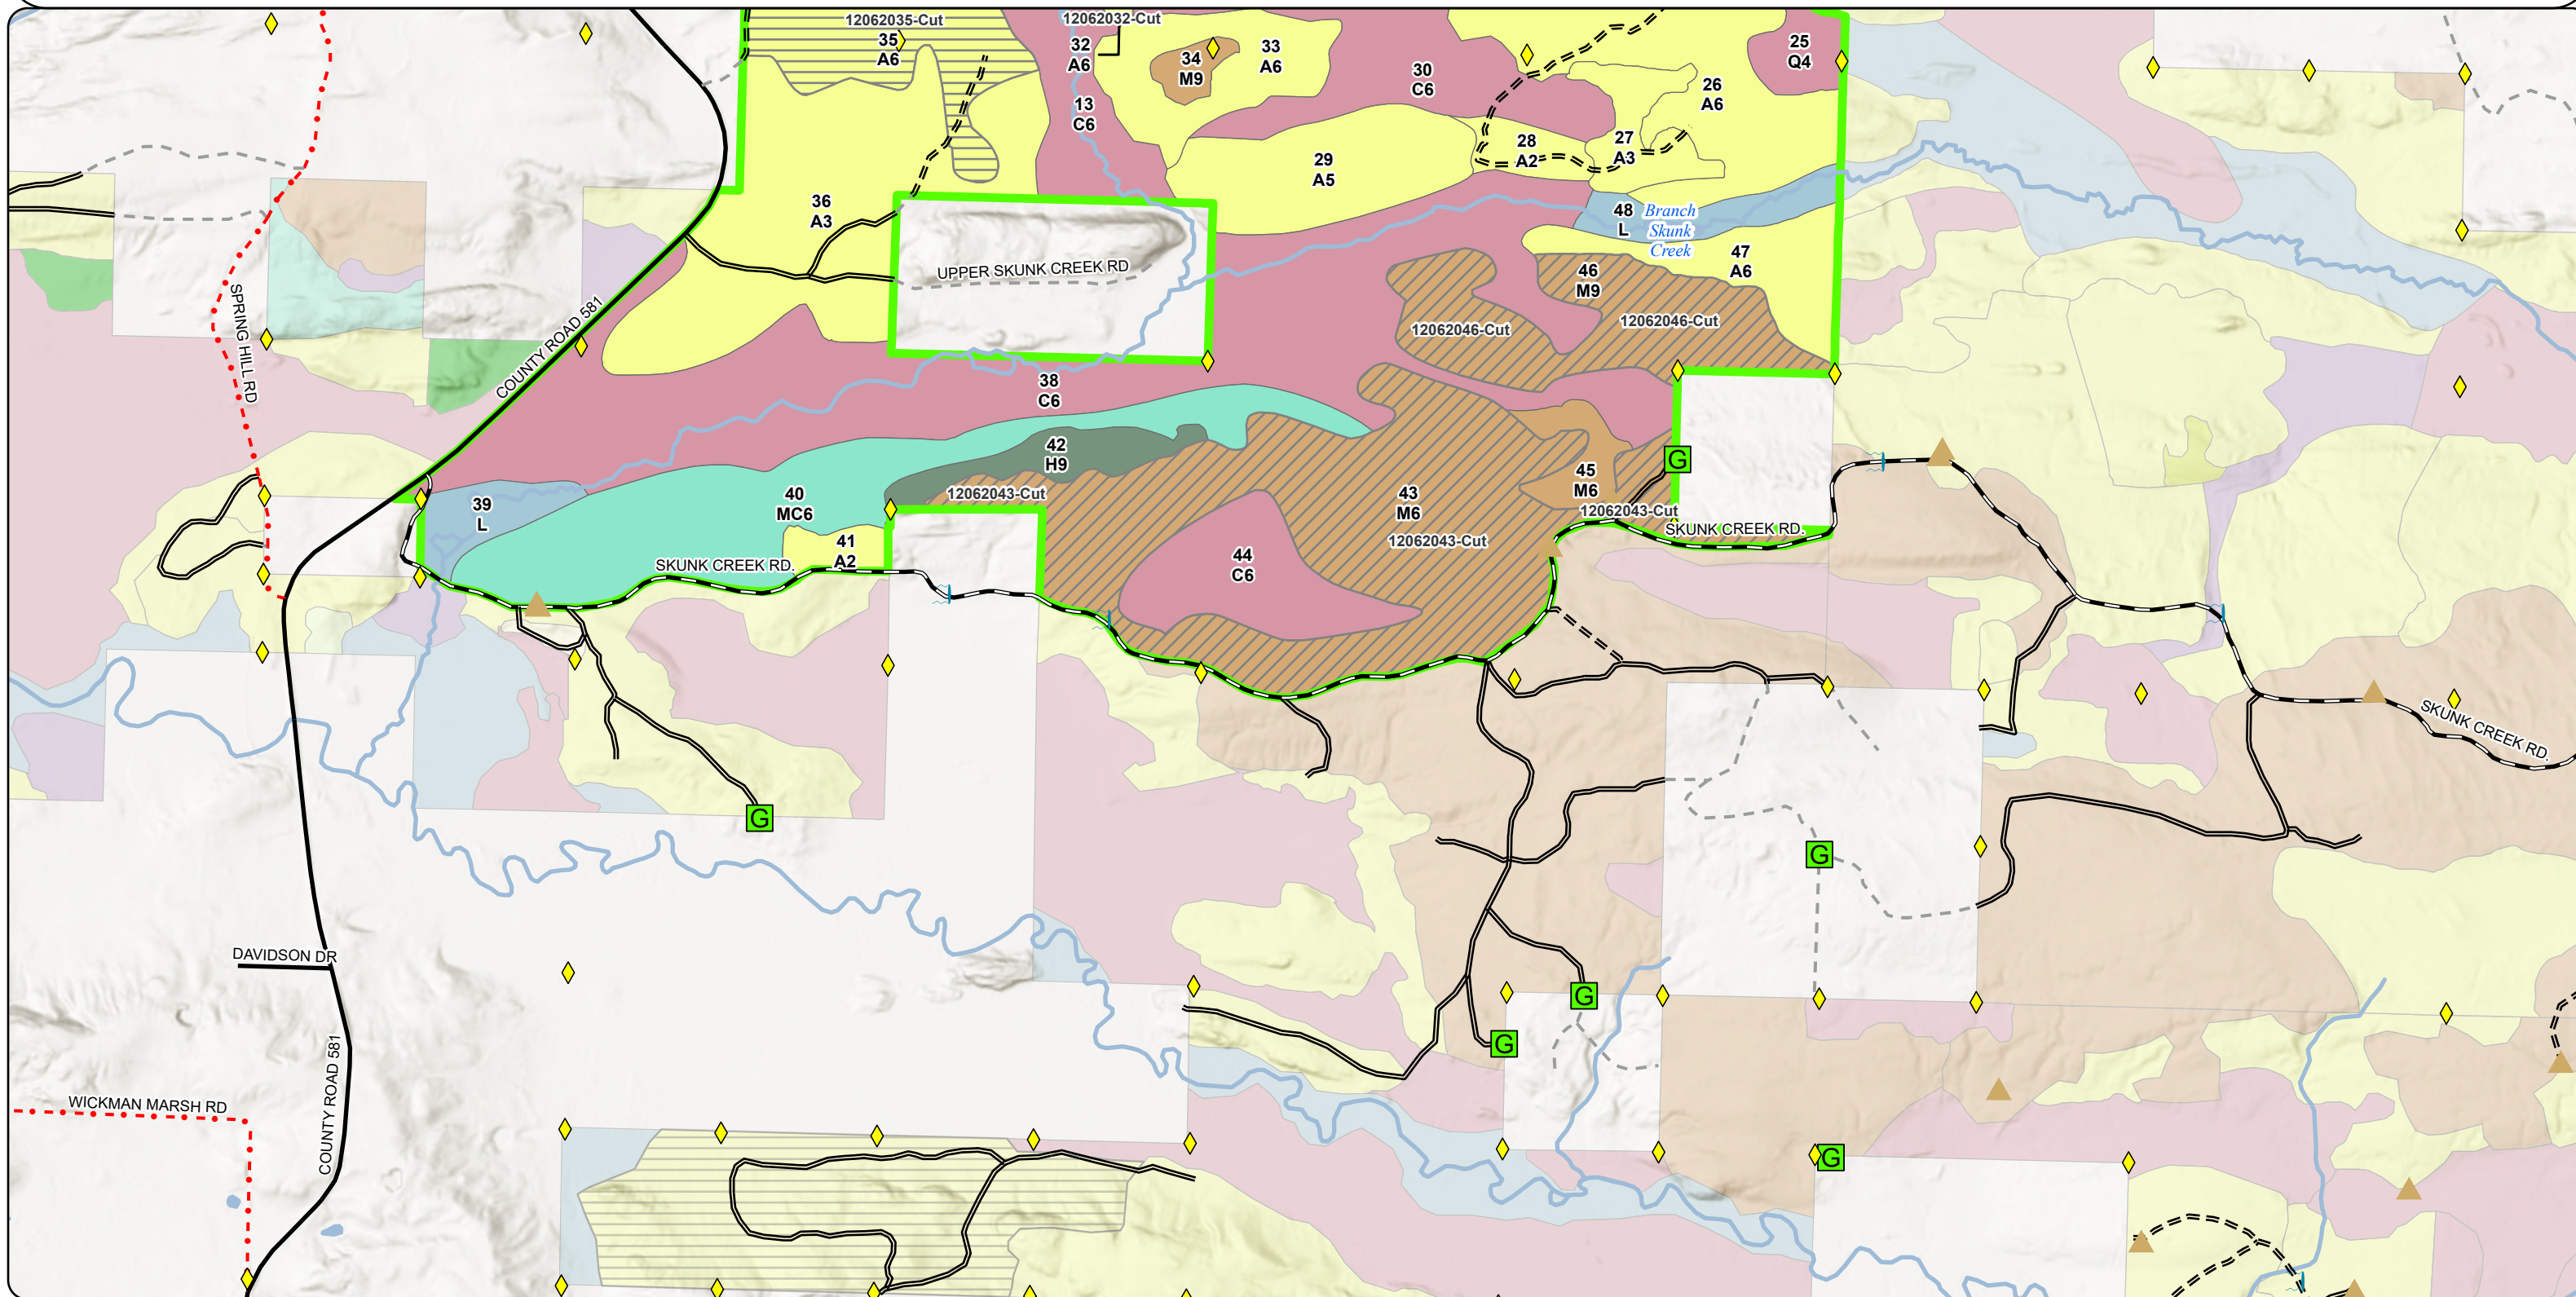 12062035-Cut
35
A6
12062032-Cut
32
A6
34
M9
33
A6
30
C6
25
Q4
26
A6
13
C6
29
A5
28
A2
27
A3
36
A3
48
L
Branch
Skunk
Creek
47
A6
46
M9
UPPER SKUNK CREEK RD
12062046-Cut
12062046-Cut
SPRING HILL RD
COUNTY ROAD 581
38
C6
42
H9
45
M6
G
39
L
40
MC6
12062043-Cut
43
M6
12062043-Cut
SKUNK CREEK RD.
41
A2
12062043-Cut
44
C6
SKUNK CREEK RD.
SKUNK CREEK RD.
G
G
DAVIDSON DR
G
G
COUNTY ROAD 581
WICKMAN MARSH RD
G